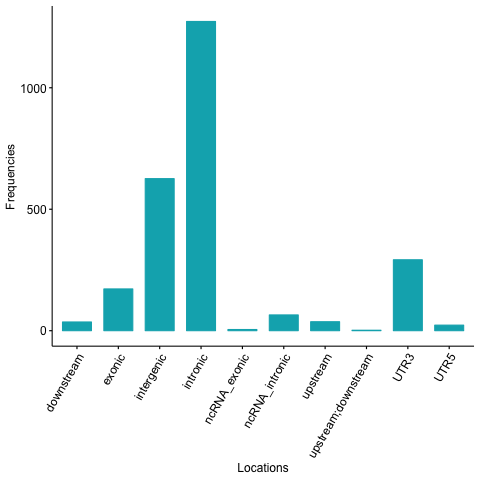 Frequencies
1000
500
0
downstream
exonic
intergenic
intronic
ncRNA_exonic
ncRNA_intronic
upstream
upstream;downstream
UTR3
UTR5
Locations